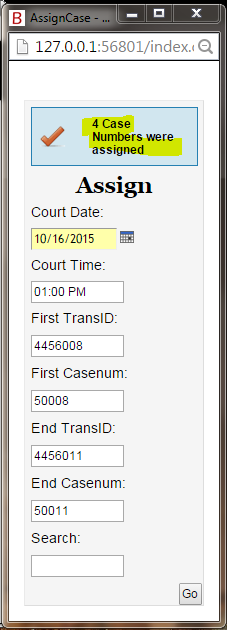 B AssignCase - ...
127.0.0.1:56801/index.
4 Case
Numbers were
assigned
Assign
Court Date:
10/16/2015
Court Time:
01:00 PM
First TransID:
4456008
First Casenum:
50008
End TransID:
4456011
End Casenum:
50011
Search:
Go